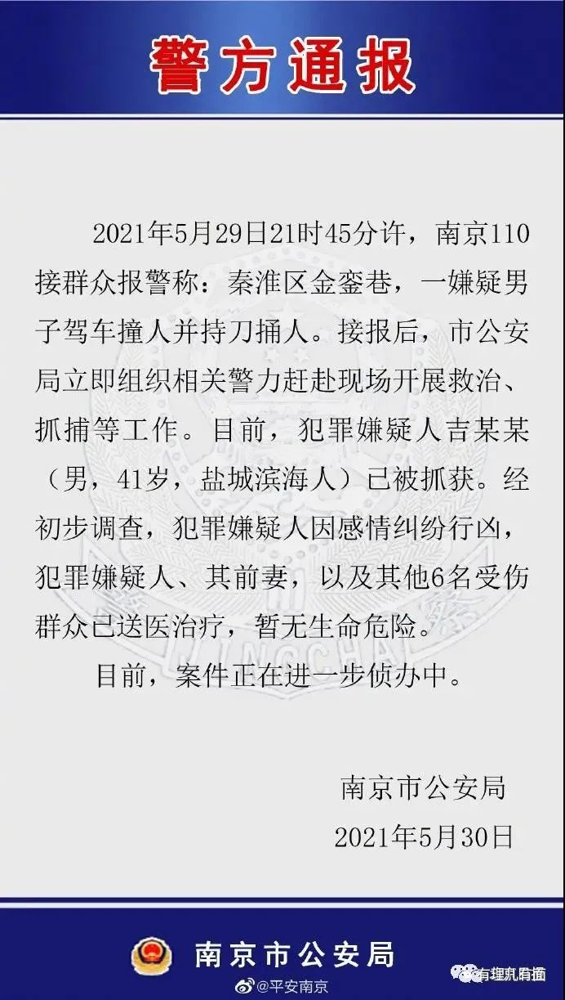 警方通报
2021年5月29日21时45分许，南京110
接群众报警称：秦淮区金銮巷，一嫌疑男
子驾车撞人并持刀捅人。接报后，市公安
局立即组织相关警力赶赴现场开展救治、
抓捕等工作。目前，犯罪嫌疑人吉某某
（男，41岁，盐城滨海人）已被抓获。经
初步调查，犯罪嫌疑人因感情纠纷行凶，
犯罪嫌疑人、其前妻，以及其他6名受伤
群众已送医治疗，暂无生命危险。
JINGCHA
目前，案件正在进一步侦办中。
南京市公安局
2021年5月30日
南京市公安局
@平安南京